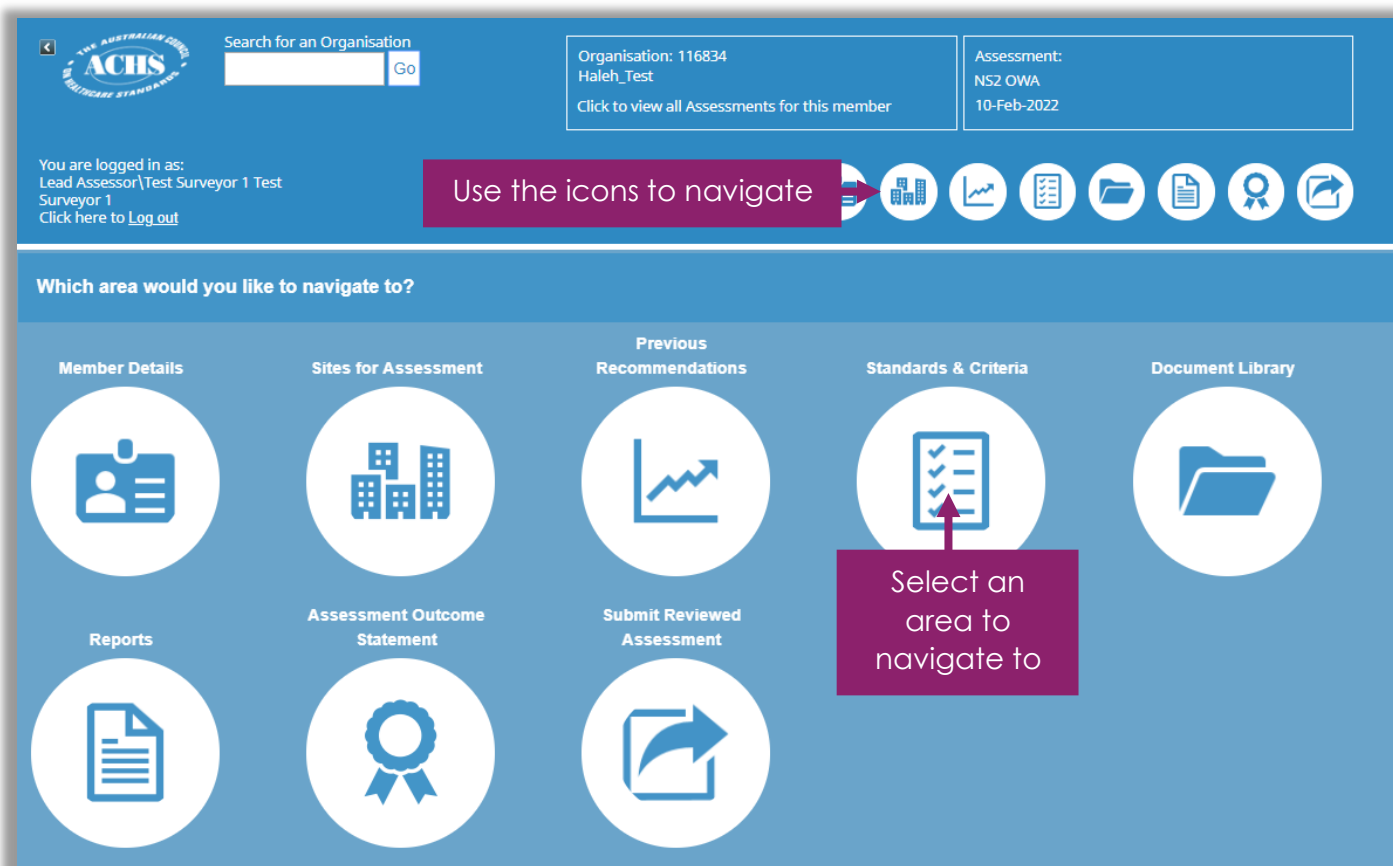 THE AUSTRALIAN COUNCIL
ACHS
ON HEALTHCARE STANDARDS
Search for an Organisation
Go
Organisation: 116834
Haleh_Test
Click to view all Assessments for this member
Assessment:
NS2 OWA
10-Feb-2022
You are logged in as:
Lead Assessor\Test Surveyor 1 Test
Surveyor 1
Click here to Log out
Use the icons to navigate
Which area would you like to navigate to?
Member Details
Sites for Assessment
Previous
Recommendations
Standards & Criteria
Document Library
Select an
area to
navigate to
Reports
Assessment Outcome
Statement
Submit Reviewed
Assessment